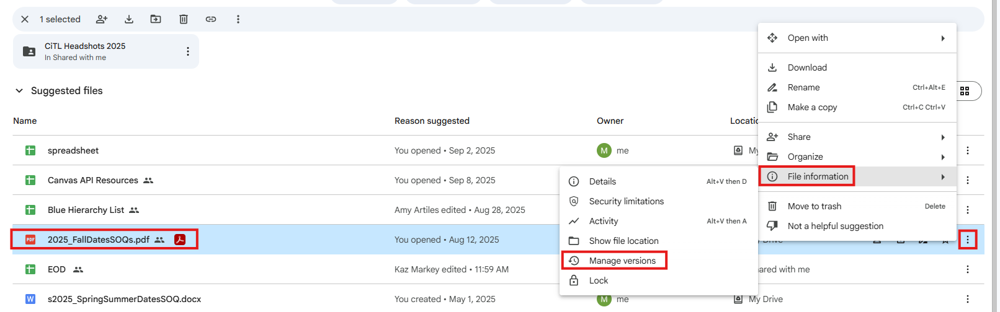 1 selected
CiTL Headshots 2025
In Shared with me
Suggested files
Name Reason suggested Owner Locatio
spreadsheet You opened • Sep 2, 2025 M me My
Canvas API Resources You opened • Sep 8, 2025
Blue Hierarchy List Amy Artiles edited • Aug 28, 2025
PDF 2025_FallDatesSOQs.pdf You opened • Aug 12, 2025 My Drive
EOD Kaz Markey edited • 11:59 AM ared with me
W s2025_SpringSummerDatesSOQ.docx You created • May 1, 2025 M me My Drive
Open with
Download
Rename Ctrl+Alt+E
Make a copy Ctrl+C Ctrl+V
Share
Organize
File information
Move to trash Delete
Not a helpful suggestion
Details Alt+V then D
Security limitations
Activity Alt+V then A
Show file location
Manage versions
Lock